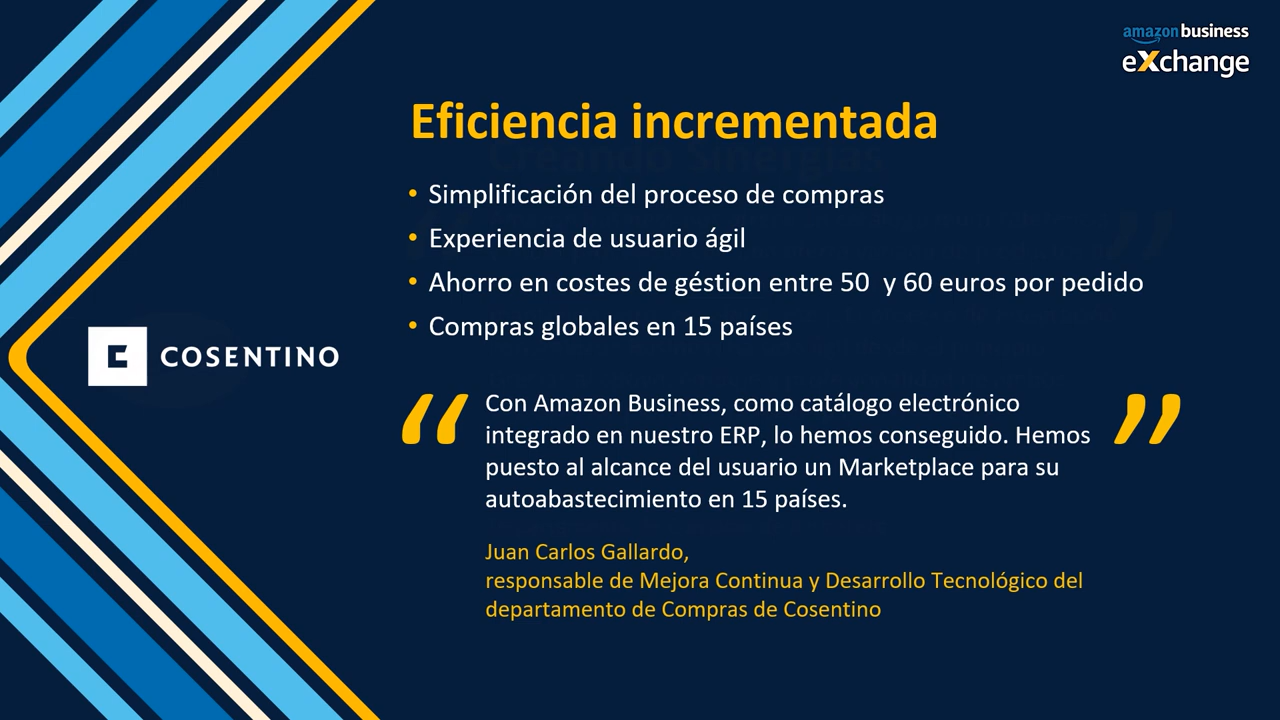 amazon business
eXchange
Eficiencia incrementada
• Simplificación del proceso de compras
• Experiencia de usuario ágil
• Ahorro en costes de géstion entre 50  y 60 euros por pedido
• Compras globales en 15 países
COSENTINO
“ Con Amazon Business, como catálogo electrónico
integrado en nuestro ERP, lo hemos conseguido. Hemos ”
puesto al alcance del usuario un Marketplace para su
autoabastecimiento en 15 países.
Juan Carlos Gallardo,
responsable de Mejora Continua y Desarrollo Tecnológico del
departamento de Compras de Cosentino